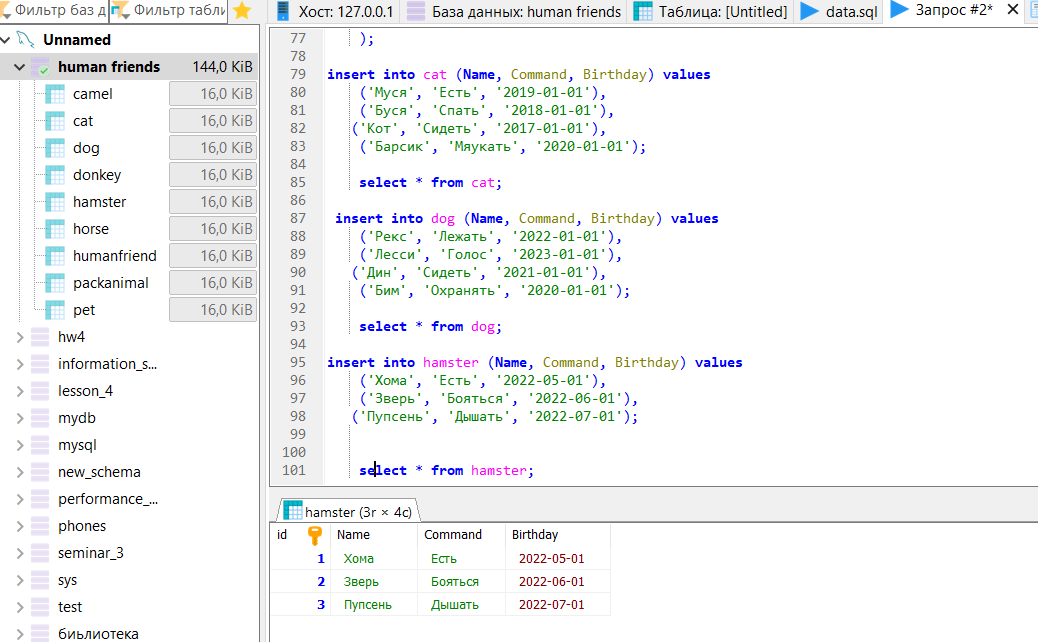 Фильтр баз д Фильтр табли
Хост: 127.0.0.1 База данных: human friends Таблица: [Untitled] data.sql Запрос #2*
Unnamed
human friends 144,0 KiB
camel 16,0 KiB
cat 16,0 KiB
dog 16,0 KiB
donkey 16,0 KiB
hamster 16,0 KiB
horse 16,0 KiB
humanfriend 16,0 KiB
packanimal 16,0 KiB
pet 16,0 KiB
hw4
information_s...
lesson_4
mydb
mysql
new_schema
performance_...
phones
seminar_3
sys
test
биьлиотека
77 );
78
79 insert into cat (Name, Command, Birthday) values
80 ('Муся', 'Есть', '2019-01-01'),
81 ('Буся', 'Спать', '2018-01-01'),
82 ('Кот', 'Сидеть', '2017-01-01'),
83 ('Барсик', 'Мяукать', '2020-01-01');
84
85 select * from cat;
86
87 insert into dog (Name, Command, Birthday) values
88 ('Рекс', 'Лежать', '2022-01-01'),
89 ('Лесси', 'Голос', '2023-01-01'),
90 ('Дин', 'Сидеть', '2021-01-01'),
91 ('Бим', 'Охранять', '2020-01-01');
92
93 select * from dog;
94
95 insert into hamster (Name, Command, Birthday) values
96 ('Хома', 'Есть', '2022-05-01'),
97 ('Зверь', 'Бояться', '2022-06-01'),
98 ('Пупсень', 'Дышать', '2022-07-01');
99
100
101 select * from hamster;
hamster (3r × 4c)
id Name Command Birthday
1 Хома Есть 2022-05-01
2 Зверь Бояться 2022-06-01
3 Пупсень Дышать 2022-07-01